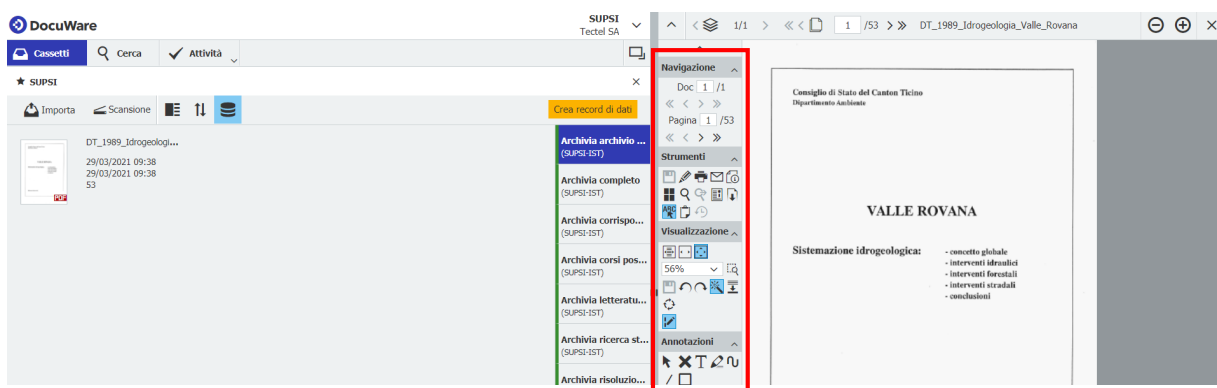 DocuWare
SUPSI
Tectel SA
Cassetti
Cerca
Attività
SUPSI
Importa
Scansione
Crea record di dati
DT_1989_Idrogeologi...
29/03/2021 09:38
29/03/2021 09:38
53
PDF
Archivia archivio ...
(SUPSI-IST)
Archivia completo
(SUPSI-IST)
Archivia corrispo...
(SUPSI-IST)
Archivia corsi pos...
(SUPSI-IST)
Archivia letteratu...
(SUPSI-IST)
Archivia ricerca st...
(SUPSI-IST)
Archivia risoluzio...
1/1
1 /53
DT_1989_Idrogeologia_Valle_Rovana
Navigazione
Doc 1 /1
Pagina 1 /53
Strumenti
ABC
Visualizzazione
56%
Annotazioni
T
Consiglio di Stato del Canton Ticino
Dipartimento Ambiente
VALLE ROVANA
Sistemazione idrogeologica: - concetto globale
- interventi idraulici
- interventi forestali
- interventi stradali
- conclusioni